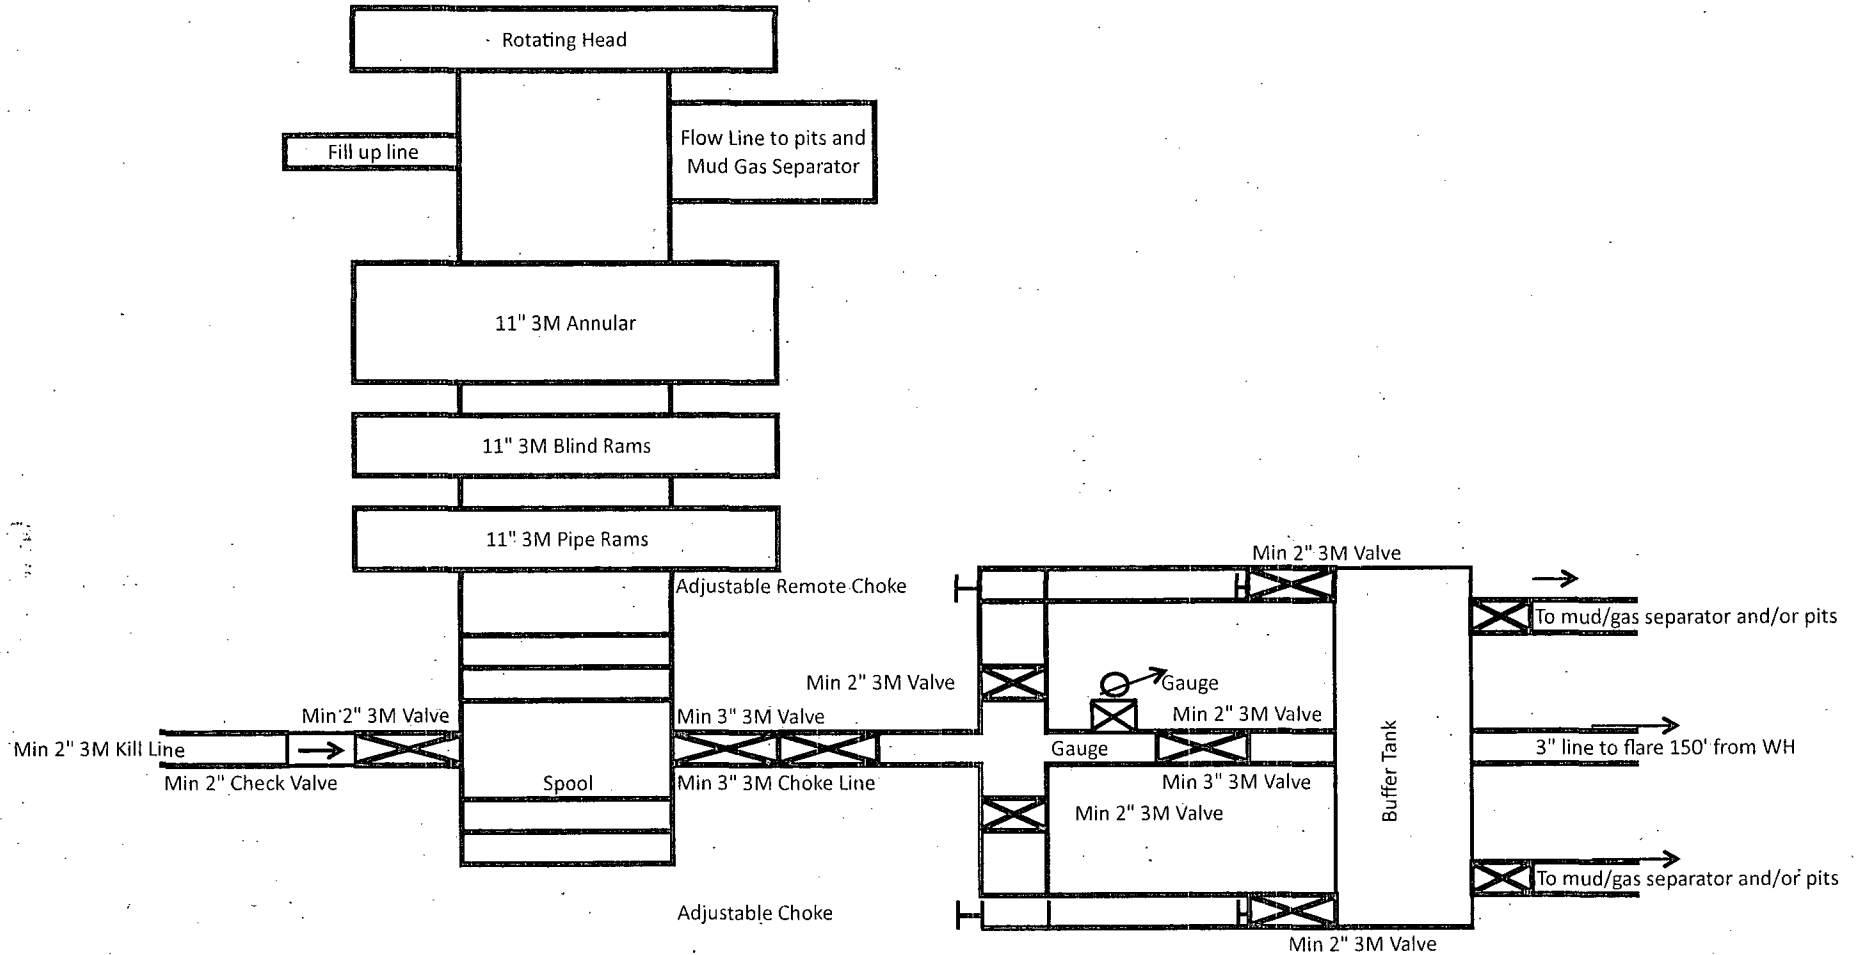 Rotating Head
Fill up line
Flow Line to pits and
Mud Gas Separator
11" 3M Annular
11" 3M Blind Rams
11" 3M Pipe Rams
Min 2" 3M Valve
Adjustable Remote Choke
To mud/gas separator and/or pits
Min 2" 3M Valve
Gauge
Min 2" 3M Valve
Min 3" 3M Valve
Min 2" 3M Valve
Min 2" 3M Kill Line
Gauge
3" line to flare 150' from WH
Min 2" Check Valve
Spool
Min 3" 3M Choke Line
Min 3" 3M Valve
Buffer Tank
Min 2" 3M Valve
To mud/gas separator and/or pits
Adjustable Choke
Min 2" 3M Valve